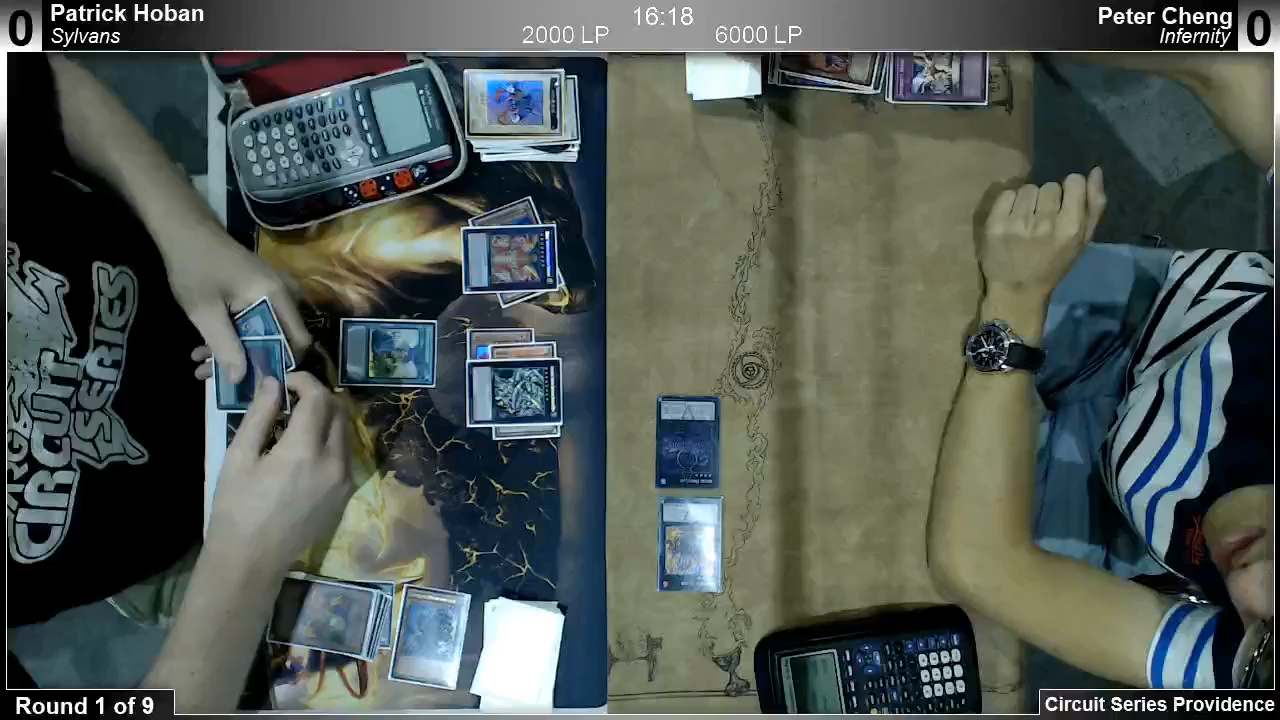 0
Patrick Hoban
Sylvans
16:18
2000 LP
6000 LP
Peter Cheng
Infernity
0
CIRCUIT
SERIES
CIRCUIT
Round 1 of 9
Circuit Series Providence